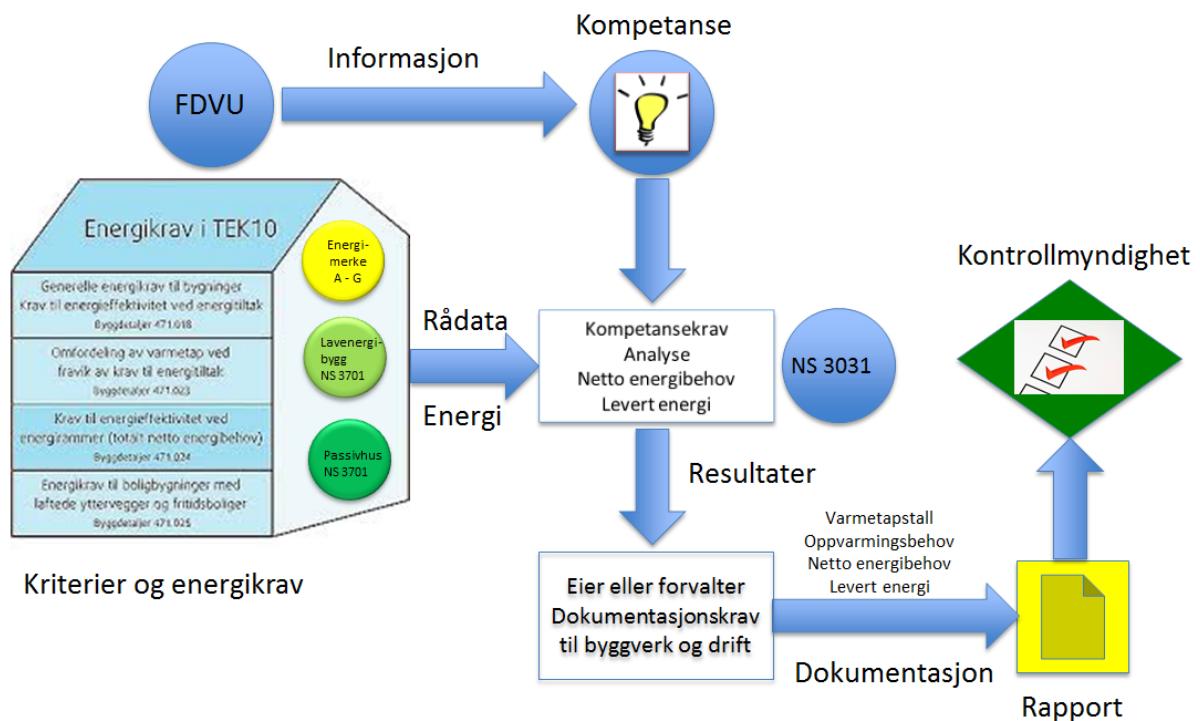 Kompetanse
Informasjon
FDVU
Energikrav i TEK10
Energi-
merke
A - G
Generelle energikrav til bygninger
Krav til energieffektivitet ved energitiltak
Byggdetaljer 471.018
Lavenergi-
bygg
NS 3701
Omfordeling av varmetap ved
fravik av krav til energitiltak
Byggdetaljer 471.023
Krav til energieffektivitet ved
energirammer (totalt netto energibehov)
Byggdetaljer 471.024
Passivhus
NS 3701
Energikrav til boligbygninger med
laftede yttervegger og fritidsboliger
Byggdetaljer 471.025
Kriterier og energikrav
Rådata
Energi
Kompetansekrav
Analyse
Netto energibehov
Levert energi
NS 3031
Kontrollmyndighet
Resultater
Eier eller forvalter
Dokumentasjonskrav
til byggverk og drift
Varmetapstall
Oppvarmingsbehov
Netto energibehov
Levert energi
Dokumentasjon
Rapport